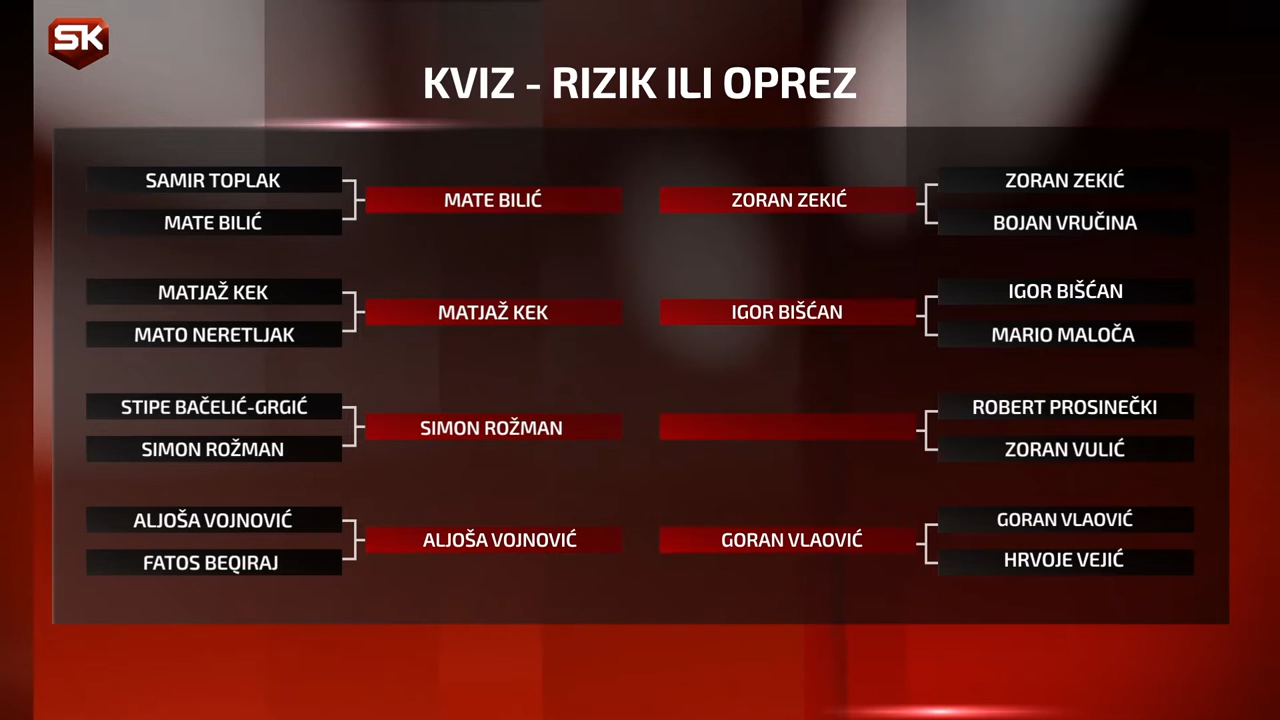 SK
KVIZ - RIZIK ILI OPREZ
SAMIR TOPLAK
MATE BILIĆ
MATE BILIĆ
MATJAŽ KEK
MATO NERETLJAK
MATJAŽ KEK
STIPE BAČELIĆ-GRGIĆ
SIMON ROŽMAN
SIMON ROŽMAN
ALJOŠA VOJNOVIĆ
FATOS BEQIRAJ
ALJOŠA VOJNOVIĆ
ZORAN ZEKIĆ
ZORAN ZEKIĆ
BOJAN VRUČINA
IGOR BIŠĆAN
IGOR BIŠĆAN
MARIO MALOČA
ROBERT PROSINEČKI
ZORAN VULIĆ
GORAN VLAOVIĆ
GORAN VLAOVIĆ
HRVOJE VEJIĆ